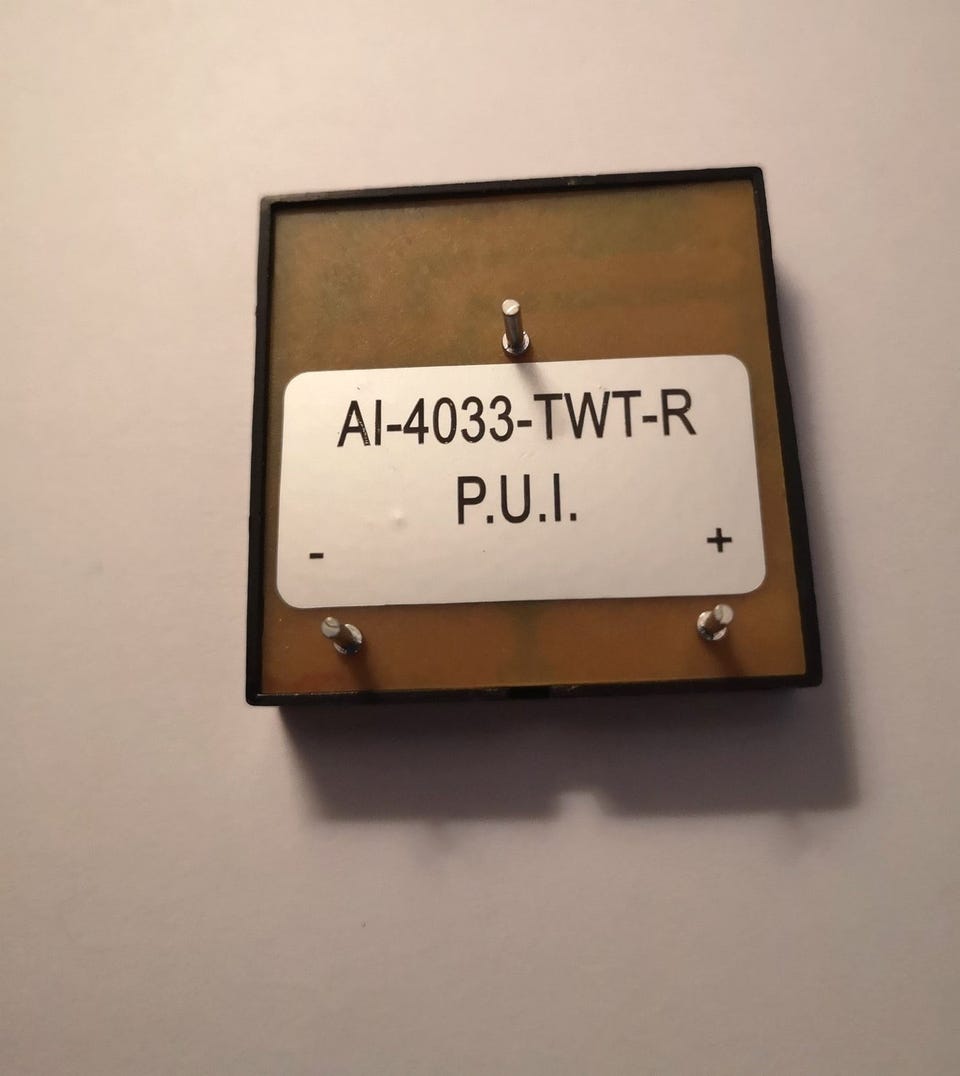 AI-4033-TWT-R
P.U.I.
- +